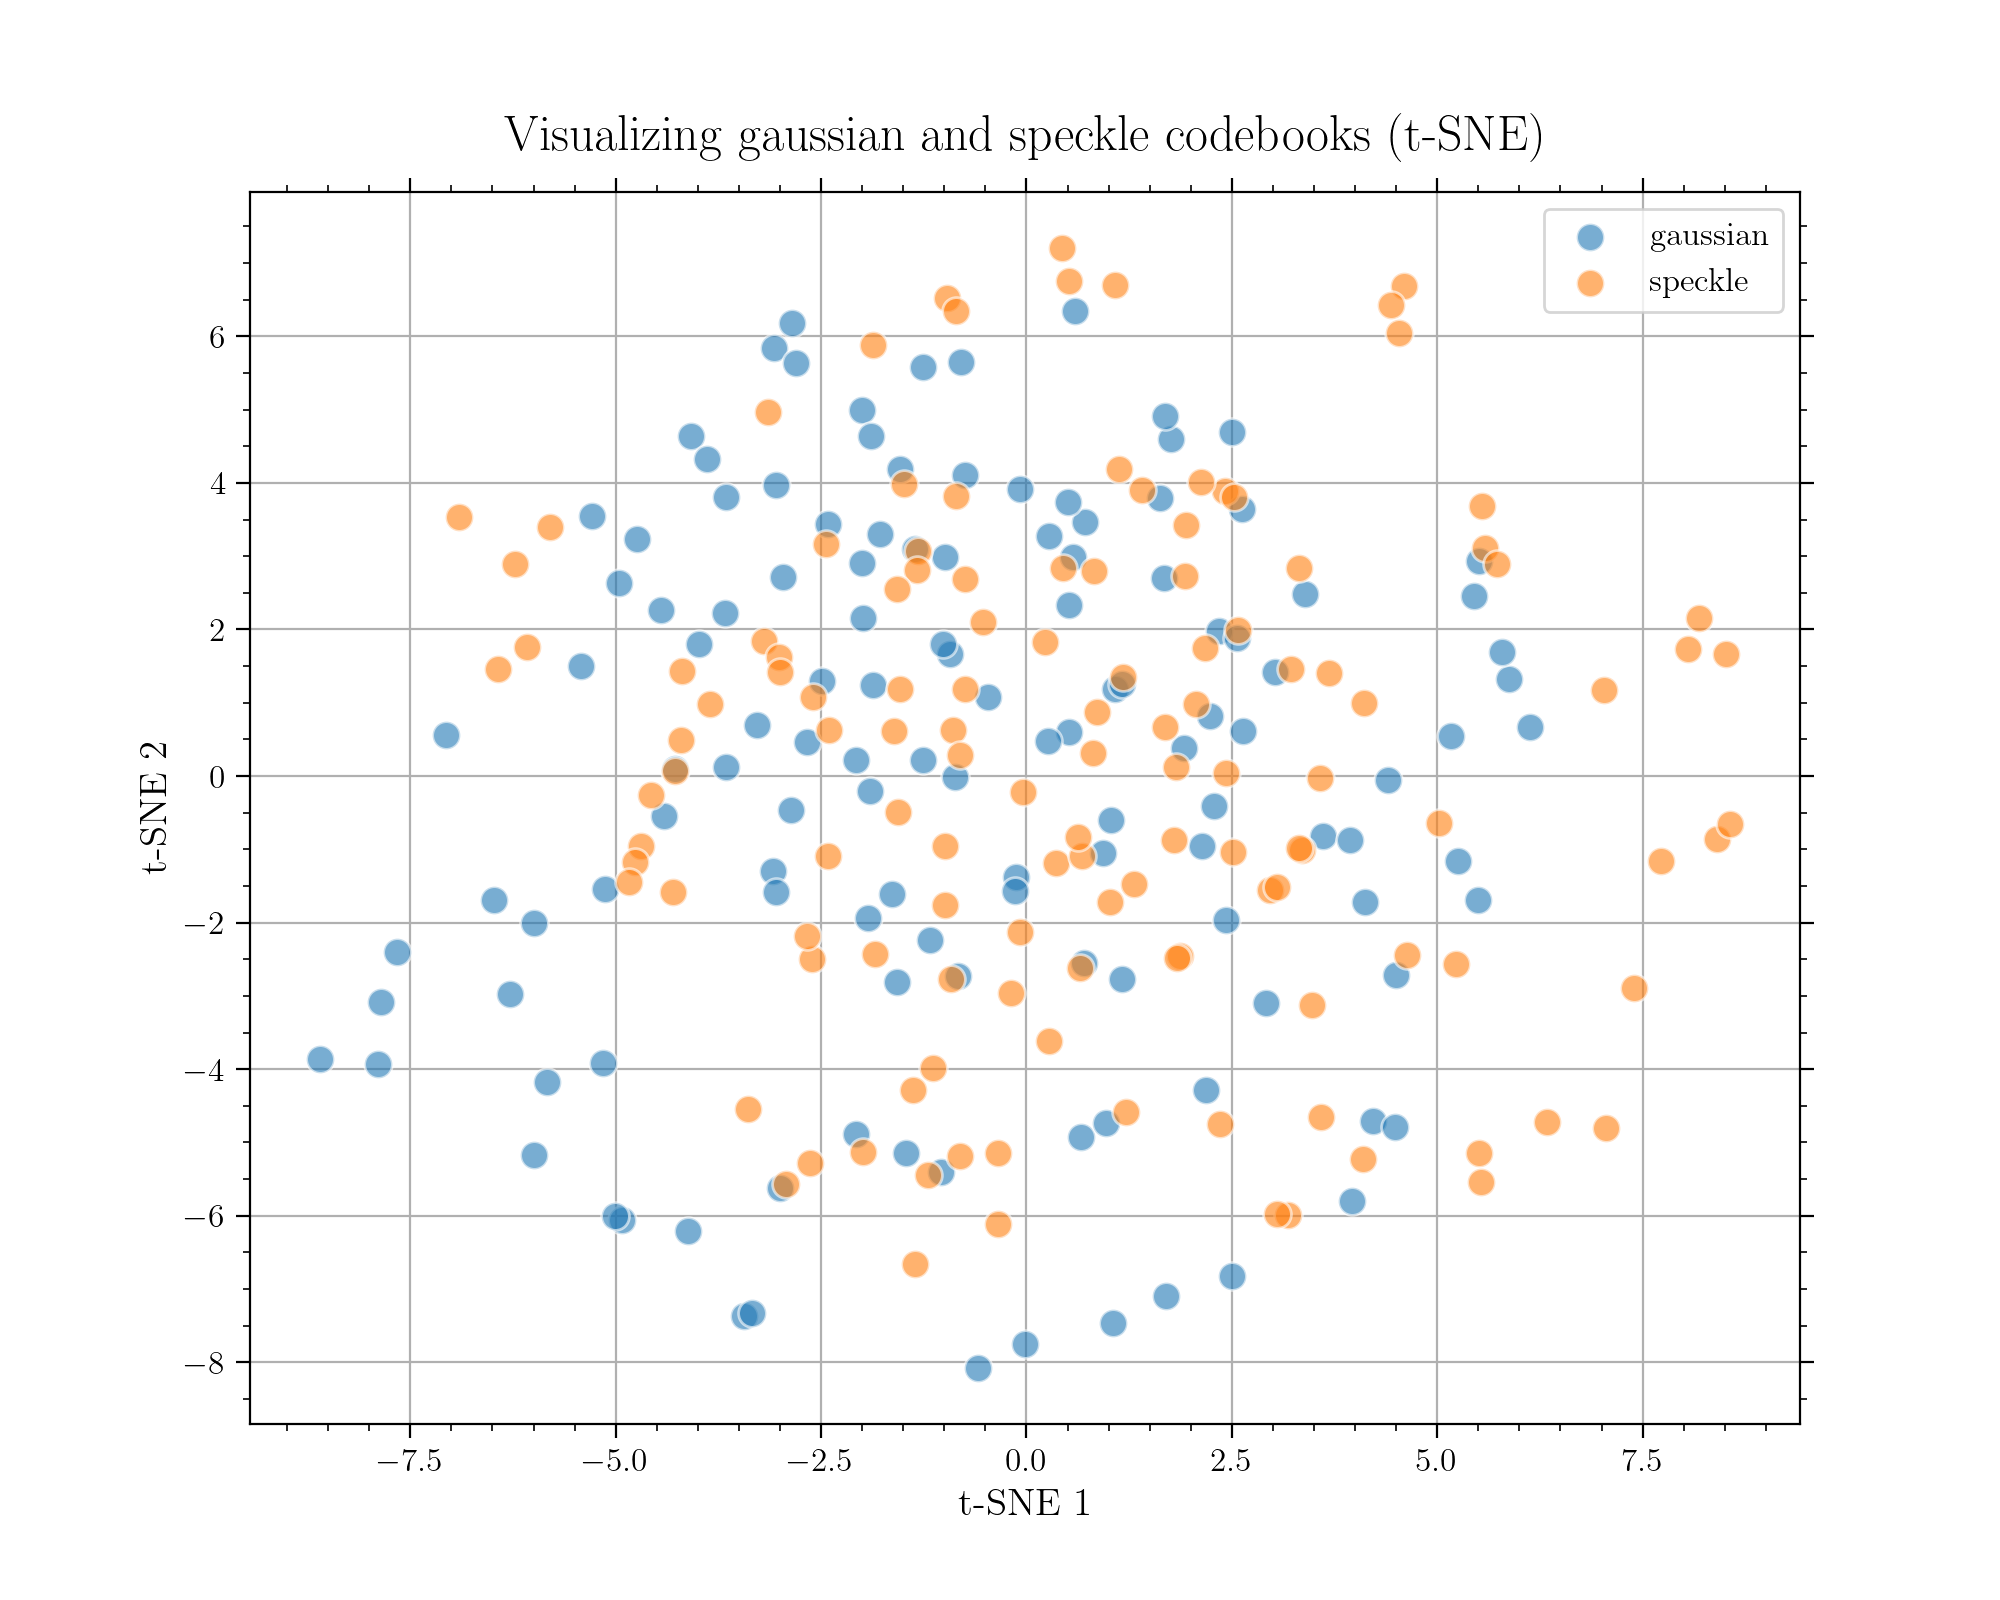 Visualizing gaussian and speckle codebooks (t-SNE)
gaussian
speckle
t-SNE 2
6
4
2
0
−2
−4
−6
−8
−7.5 −5.0 −2.5 0.0 2.5 5.0 7.5
t-SNE 1